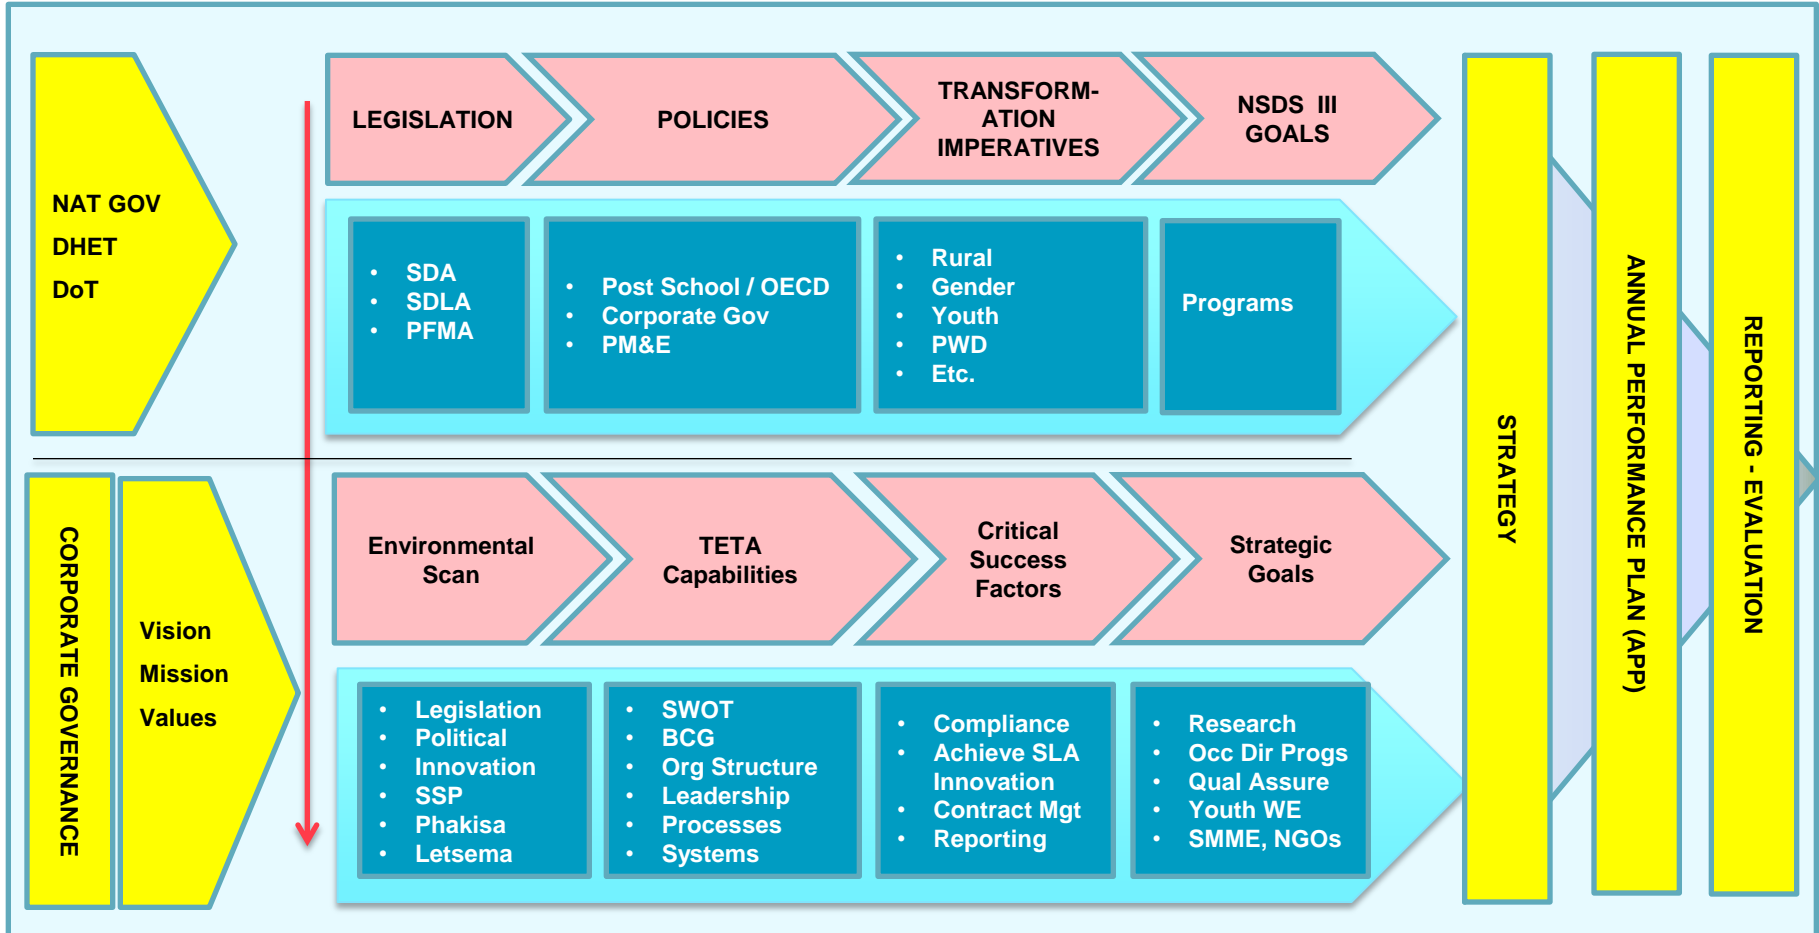 NAT GOV
DHET
DoT
LEGISLATION
POLICIES
TRANSFORM-
ATION
IMPERATIVES
NSDS III
GOALS
• SDA
• SDLA
• PFMA
• Post School / OECD
• Corporate Gov
• PM&E
• Rural
• Gender
• Youth
• PWD
• Etc.
Programs
CORPORATE GOVERNANCE
Vision
Mission
Values
Environmental
Scan
TETA
Capabilities
Critical
Success
Factors
Strategic
Goals
• Legislation
• Political
• Innovation
• SSP
• Phakisa
• Letsema
• SWOT
• BCG
• Org Structure
• Leadership
• Processes
• Systems
• Compliance
• Achieve SLA
Innovation
• Contract Mgt
• Reporting
• Research
• Occ Dir Progs
• Qual Assure
• Youth WE
• SMME, NGOs
STRATEGY
ANNUAL PERFORMANCE PLAN (APP)
REPORTING - EVALUATION